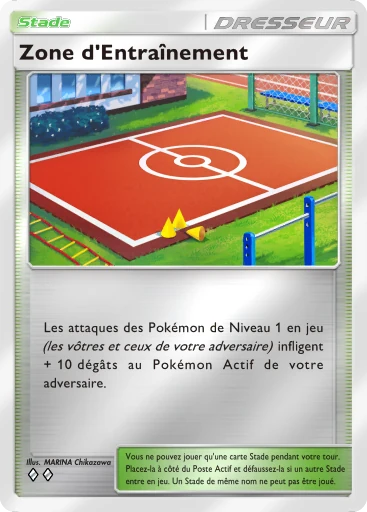 Stade
DRESSEUR
Zone d'Entraînement
Les attaques des Pokémon de Niveau 1 en jeu
(les vôtres et ceux de votre adversaire) infligent
+ 10 dégâts au Pokémon Actif de votre
adversaire.
Illus. MARINA Chikazawa
Vous ne pouvez jouer qu'une carte Stade pendant votre tour.
Placez-la à côté du Poste Actif et défaussez-la si un autre Stade
entre en jeu. Un Stade de même nom ne peut pas être joué.